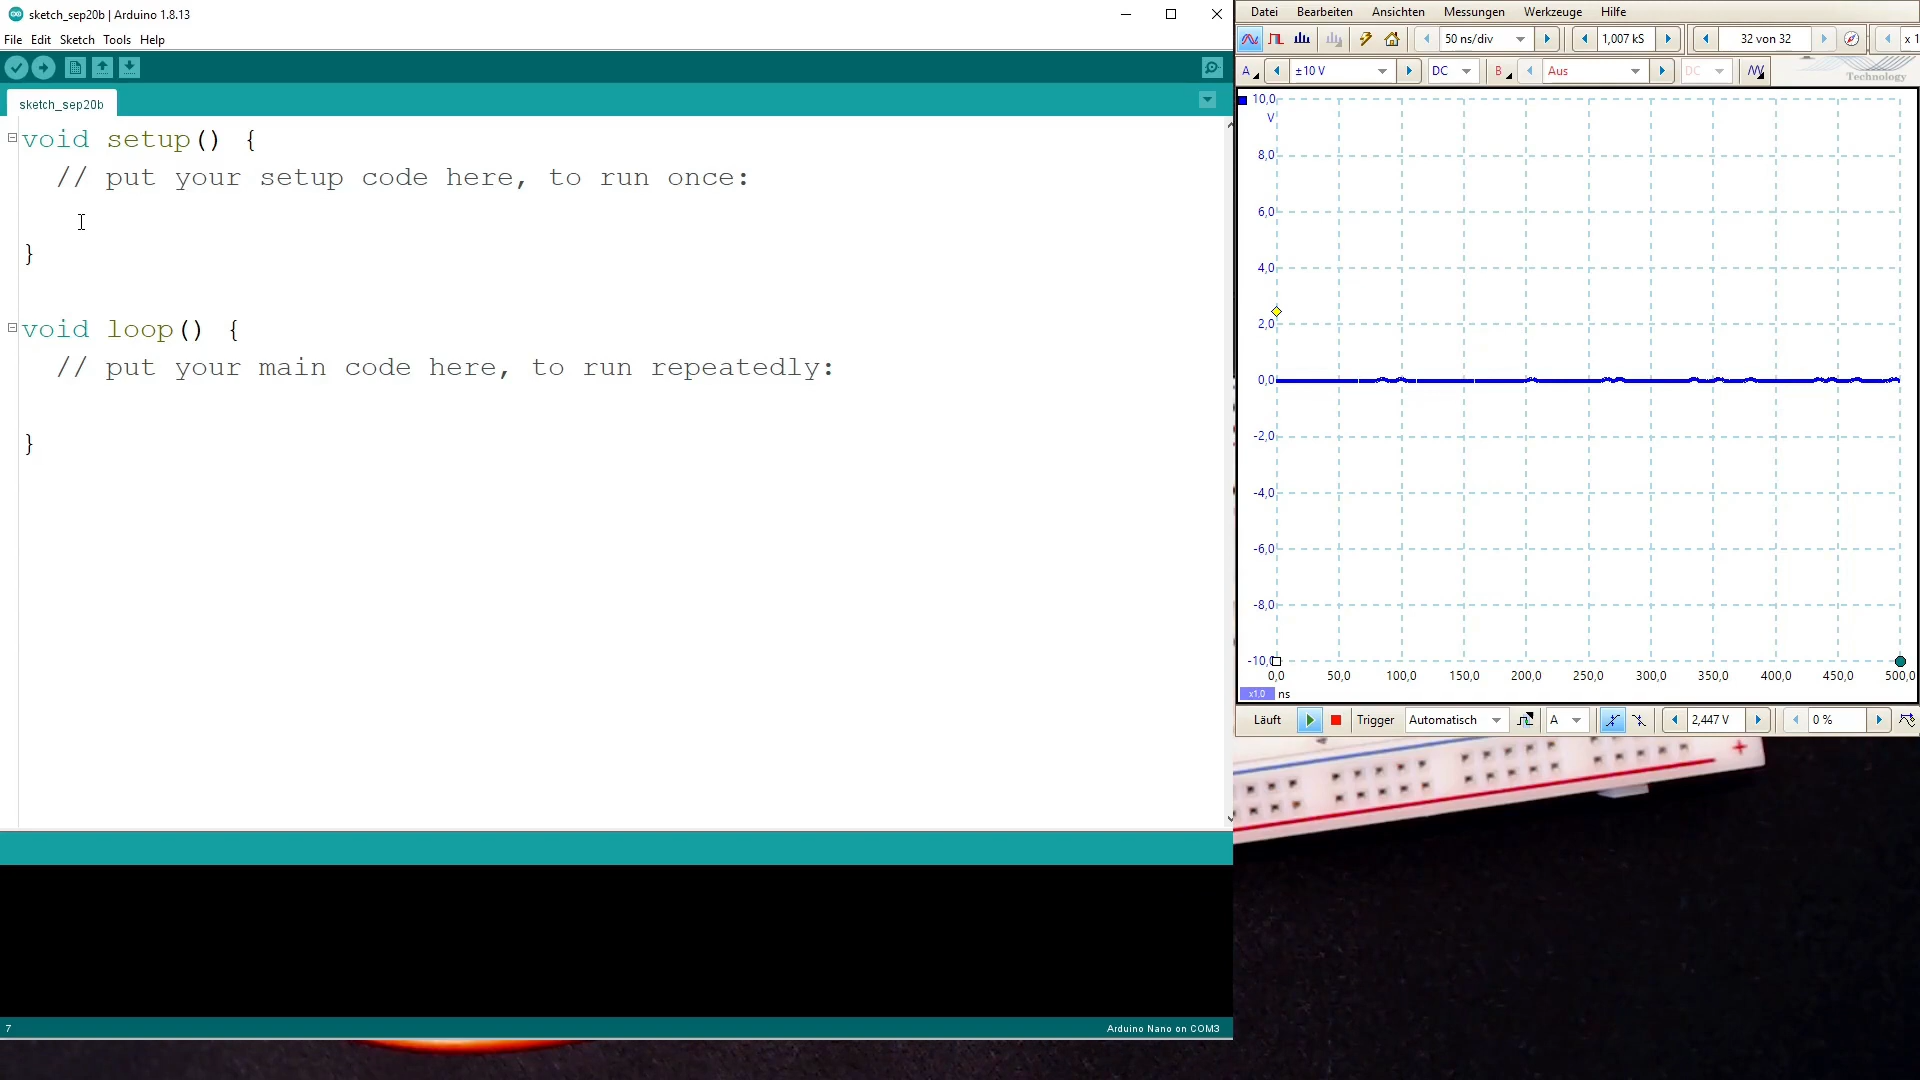 sketch_sep20b | Arduino 1.8.13
File Edit Sketch Tools Help
sketch_sep20b
void setup() {
// put your setup code here, to run once:
}
void loop() {
// put your main code here, to run repeatedly:
}
7
Arduino Nano on COM3
Datei Bearbeiten Ansichten Messungen Werkzeuge Hilfe
50 ns/div 1,007 kS 32 von 32 x 1
A ±10 V DC B Aus DC
Technology
10,0
V
8,0
6,0
4,0
2,0
0,0
-2,0
-4,0
-6,0
-8,0
-10,0
0,0 50,0 100,0 150,0 200,0 250,0 300,0 350,0 400,0 450,0 500,0
x1,0 ns
Läuft Trigger Automatisch A 2,447 V 0 %
+